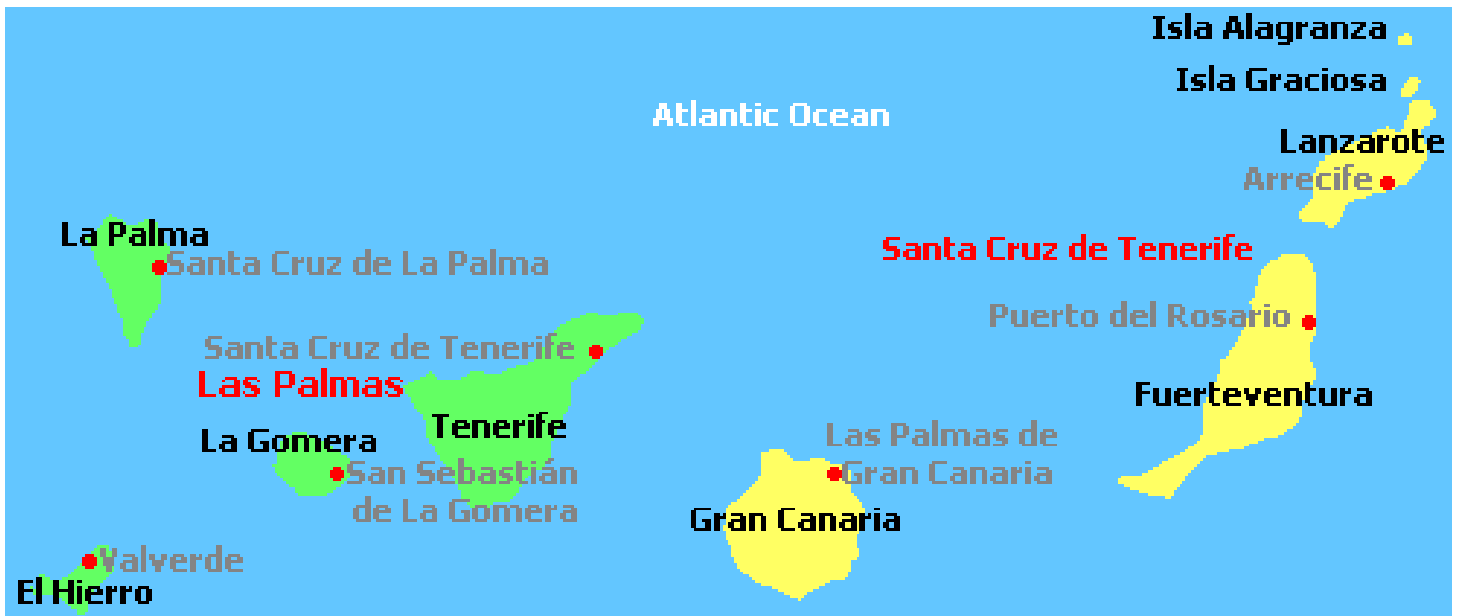 Isla Alagranza
Isla Graciosa
Atlantic Ocean
Lanzarote
Arrecife
La Palma
Santa Cruz de La Palma
Santa Cruz de Tenerife
Puerto del Rosario
Santa Cruz de Tenerife
Las Palmas
Fuerteventura
Tenerife
La Gomera
Las Palmas de
Gran Canaria
San Sebastián
de La Gomera
Gran Canaria
Valverde
El Hierro